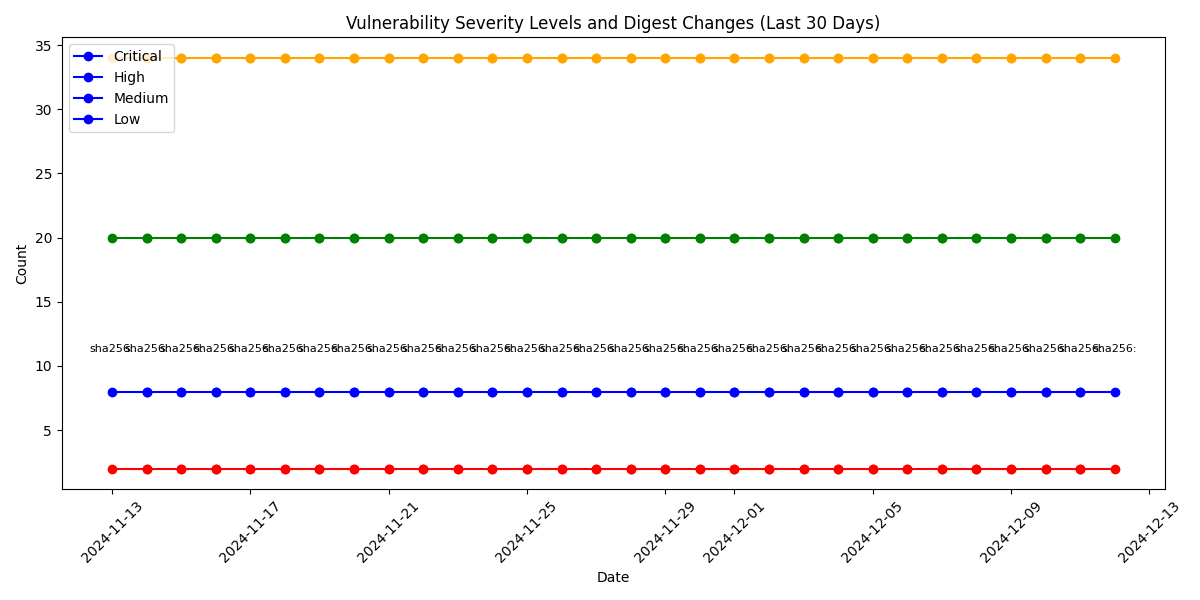 Vulnerability Severity Levels and Digest Changes (Last 30 Days)
35
30
25
20
15
10
5
Count
Critical
High
Medium
Low
sha256: sha256: sha256: sha256: sha256: sha256: sha256: sha256: sha256: sha256: sha256: sha256: sha256: sha256: sha256: sha256: sha256: sha256: sha256: sha256: sha256: sha256: sha256: sha256: sha256: sha256: sha256: sha256: sha256: sha256:
2024-11-13
2024-11-17
2024-11-21
2024-11-25
2024-11-29
2024-12-01
2024-12-05
2024-12-09
2024-12-13
Date